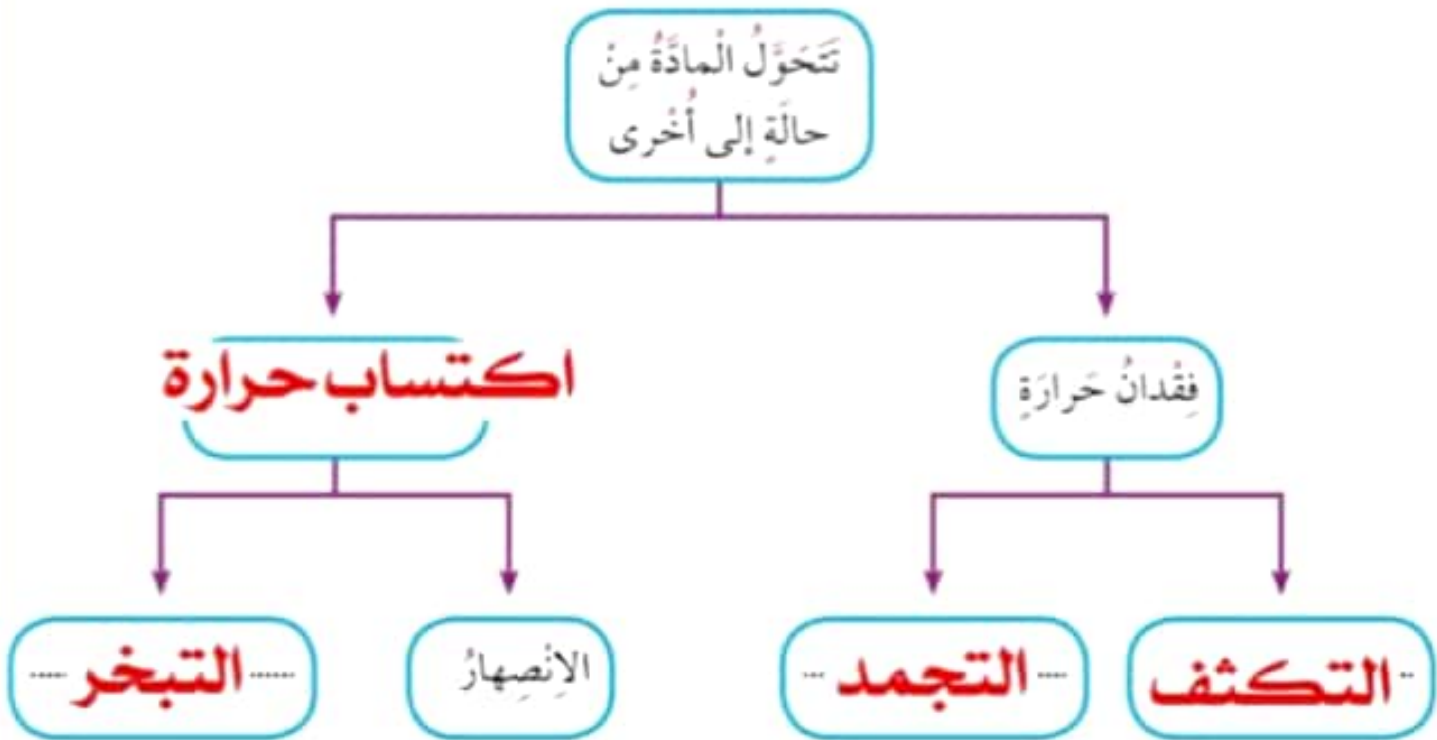 تَتَحَوَّلُ الْمادَّةُ مِنْ
حالَةٍ إلى أُخْرى
فِقْدانُ حَرارَةٍ
اكتساب حرارة
التكثف
التجمد
الاِنْصِهارُ
التبخر